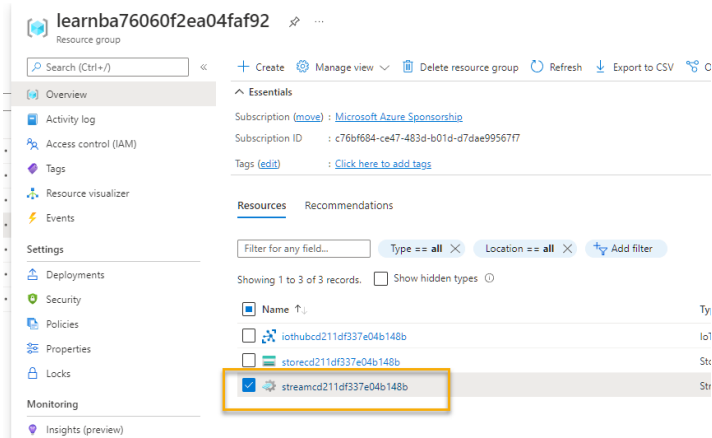 learnba76060f2ea04faf92
Resource group
Search (Ctrl+/)
Overview
Activity log
Access control (IAM)
Tags
Resource visualizer
Events
Settings
Deployments
Security
Policies
Properties
Locks
Monitoring
Insights (preview)
Create Manage view Delete resource group Refresh Export to CSV O
Essentials
Subscription (move) : Microsoft Azure Sponsorship
Subscription ID : c76bf684-ce47-483d-b01d-d7dae99567f7
Tags (edit) : Click here to add tags
Resources Recommendations
Filter for any field... Type == all Location == all Add filter
Showing 1 to 3 of 3 records. Show hidden types
Name Ty
iothubcd211df337e04b148b IoT
storecd211df337e04b148b Sto
streamcd211df337e04b148b Str